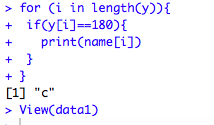 > for (i in length(y)){
+ if(y[i]==180){
+ print(name[i])
+ }
+ }
[1] "c"
> View(data1)